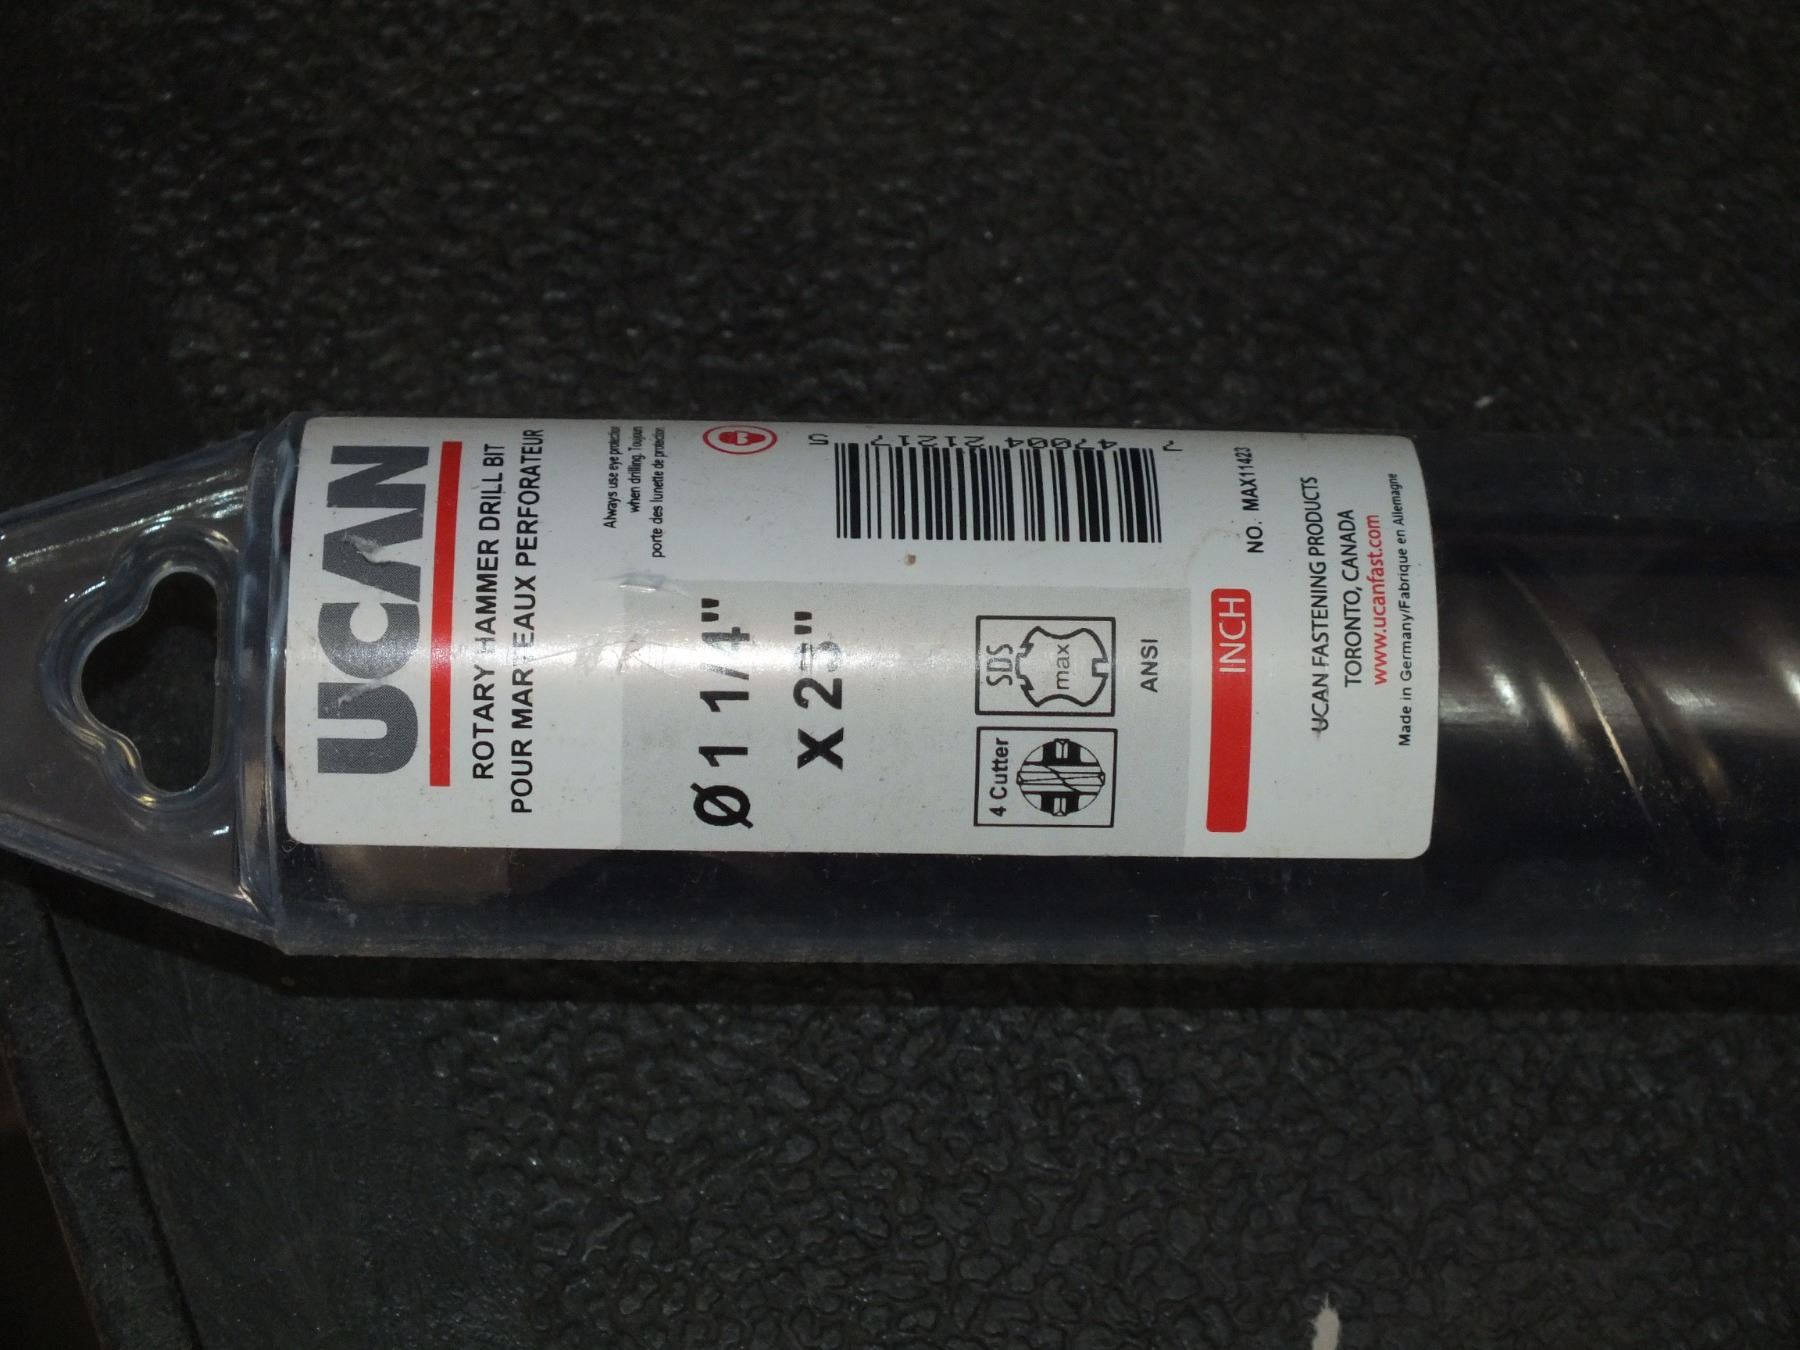 UCAN
ROTARY HAMMER DRILL BIT
POUR MARTEAUX PERFORATEUR
Always use eye protection
when drilling. Toujours
porte des lunette de protection.
Ø 1 1/4"
X 23"
4 Cutter
SDS
max
ANSI
INCH
NO. MAX11423
UCAN FASTENING PRODUCTS
TORONTO, CANADA
www.ucanfast.com
Made in Germany/Fabrique en Allemagne